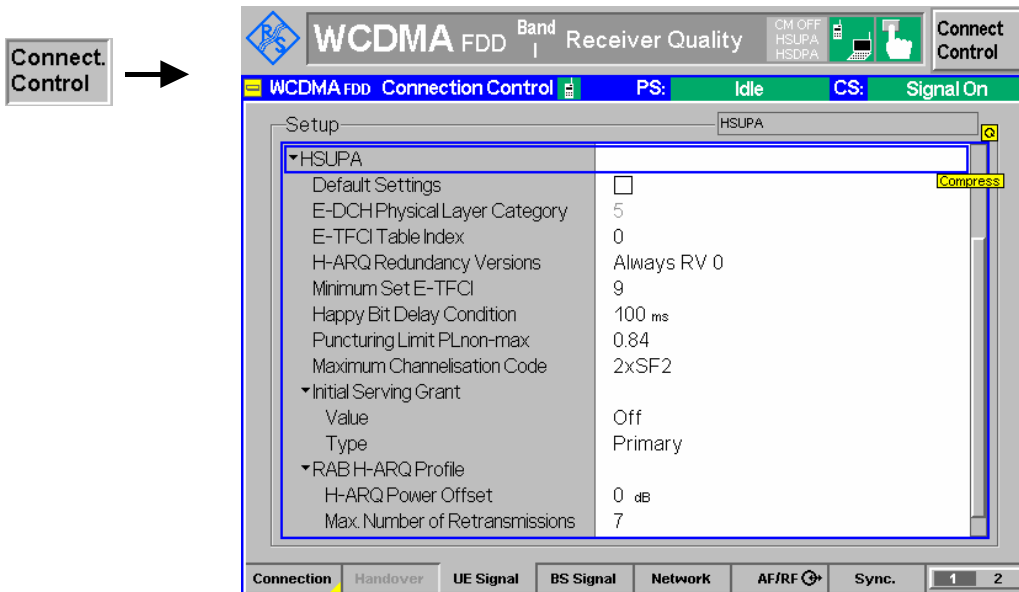 Connect.
Control
R S
WCDMA FDD Band I Receiver Quality
CM OFF
HSUPA
HSDPA
Connect
Control
WCDMA FDD Connection Control PS: Idle CS: Signal On
Setup HSUPA
Q
HSUPA
Compress
Default Settings
E-DCH Physical Layer Category 5
E-TFCI Table Index 0
H-ARQ Redundancy Versions Always RV 0
Minimum Set E-TFCI 9
Happy Bit Delay Condition 100 ms
Puncturing Limit PLnon-max 0.84
Maximum Channelisation Code 2xSF2
Initial Serving Grant
Value Off
Type Primary
RAB H-ARQ Profile
H-ARQ Power Offset 0 dB
Max. Number of Retransmissions 7
Connection Handover UE Signal BS Signal Network AF/RF Sync. 1 2